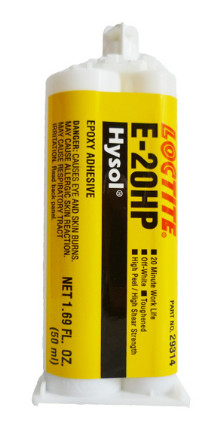 LOCTITE®
E-20HP
Hysol®
20 Minute Work Life
Off-White ■ Toughened
High Peel / High Shear Strength
PART NO. 29314
EPOXY ADHESIVE
DANGER: CAUSES EYE AND SKIN BURNS.
MAY CAUSE ALLERGIC SKIN REACTION.
MAY CAUSE RESPIRATORY TRACT
IRRITATION. Read back panel.
NET 1.69 FL. OZ.
(50 ml)